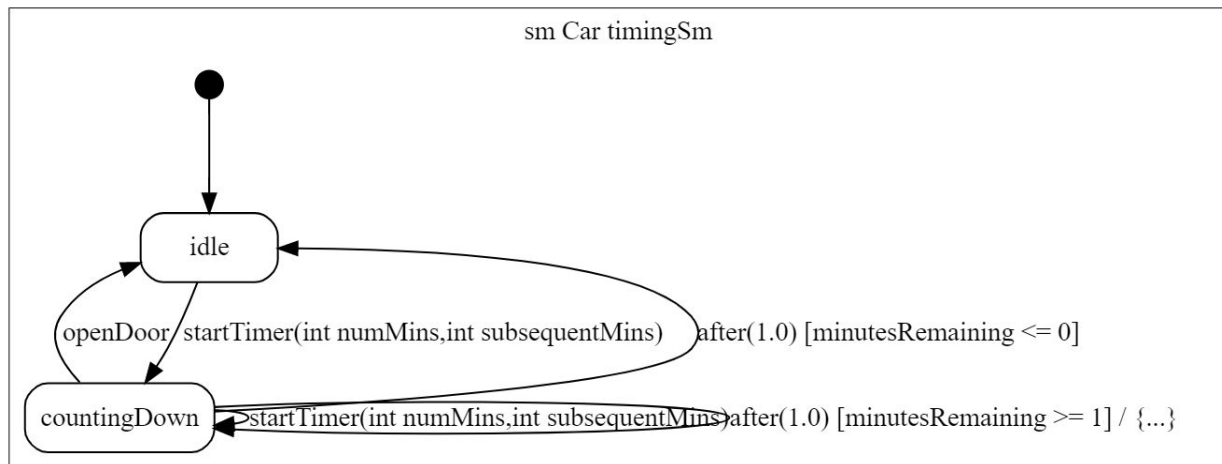 sm Car timingSm
idle
openDoor
startTimer(int numMins,int subsequentMins)
after(1.0) [minutesRemaining <= 0]
countingDown
startTimer(int numMins,int subsequentMins)
after(1.0) [minutesRemaining >= 1] / {...}